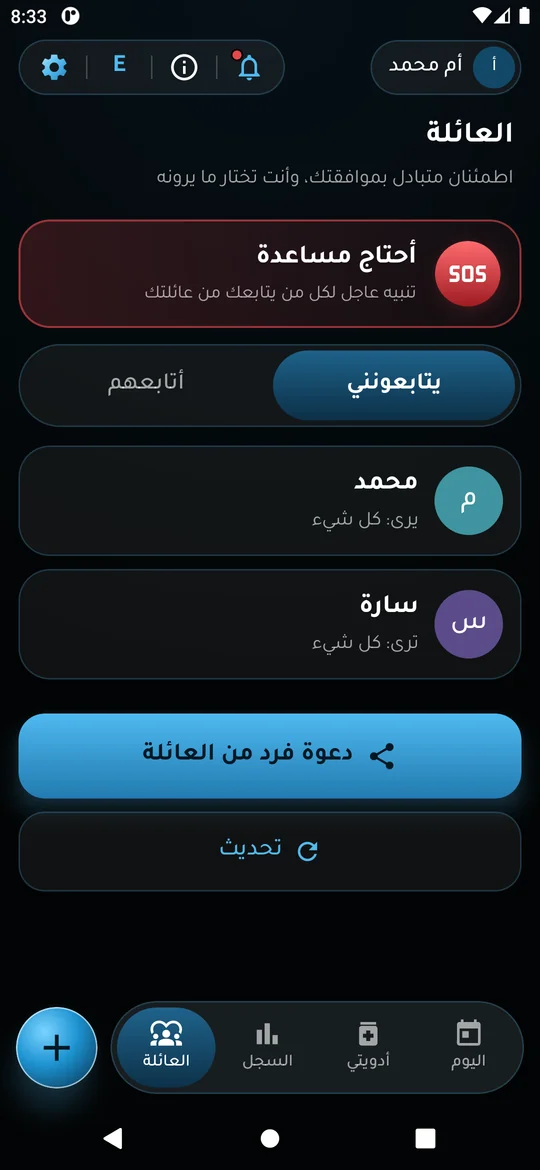 8:33
أم محمد
أ
E
العائلة
اطمئنان متبادل بموافقتك، وأنت تختار ما يرونه
SOS
أحتاج مساعدة
تنبيه عاجل لكل من يتابعك من عائلتك
يتابعونني
أتابعهم
م
محمد
يرى: كل شيء
س
سارة
ترى: كل شيء
دعوة فرد من العائلة
تحديث
اليوم
أدويتي
السجل
العائلة